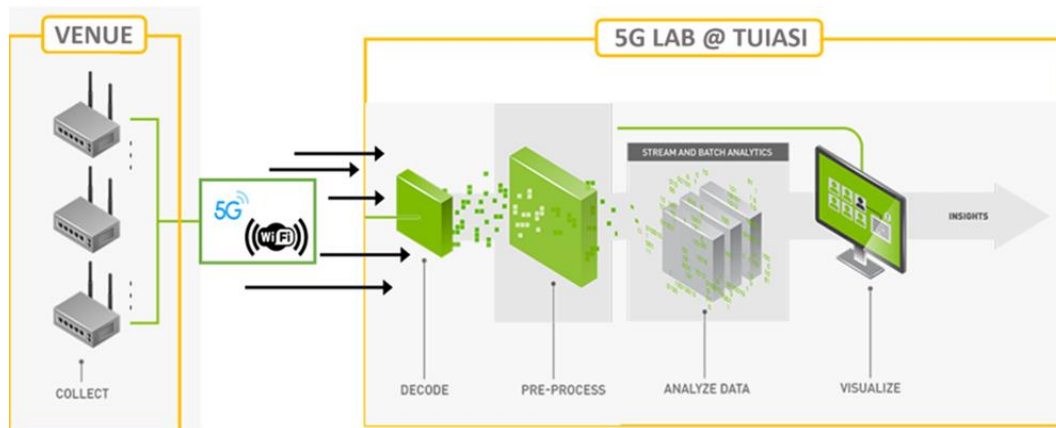 VENUE
5G LAB @ TUIASI
STREAM AND BATCH ANALYTICS
5G
WiFi
INSIGHTS
COLLECT
DECODE
PRE-PROCESS
ANALYZE DATA
VISUALIZE